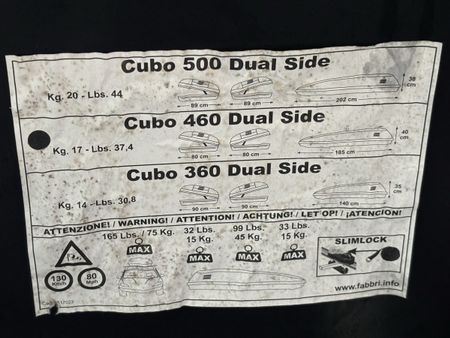 Cubo 500 Dual Side
Kg. 20 - Lbs. 44
89 cm 89 cm 202 cm 38 cm
Cubo 460 Dual Side
Kg. 17 - Lbs. 37,4
80 cm 80 cm 185 cm 40 cm
Cubo 360 Dual Side
Kg. 14 - Lbs. 30,8
90 cm 90 cm 140 cm 35 cm
ATTENZIONE! / WARNING! / ATTENTION! / ACHTUNG! / LET OP! / ¡ATENCION!
165 Lbs. / 75 Kg. 32 Lbs. 99 Lbs. 33 Lbs.
15 Kg. 45 Kg. 15 Kg.
MAX MAX MAX MAX
SLIMLOCK
130 Km/h 80 Mph
www.fabbri.info